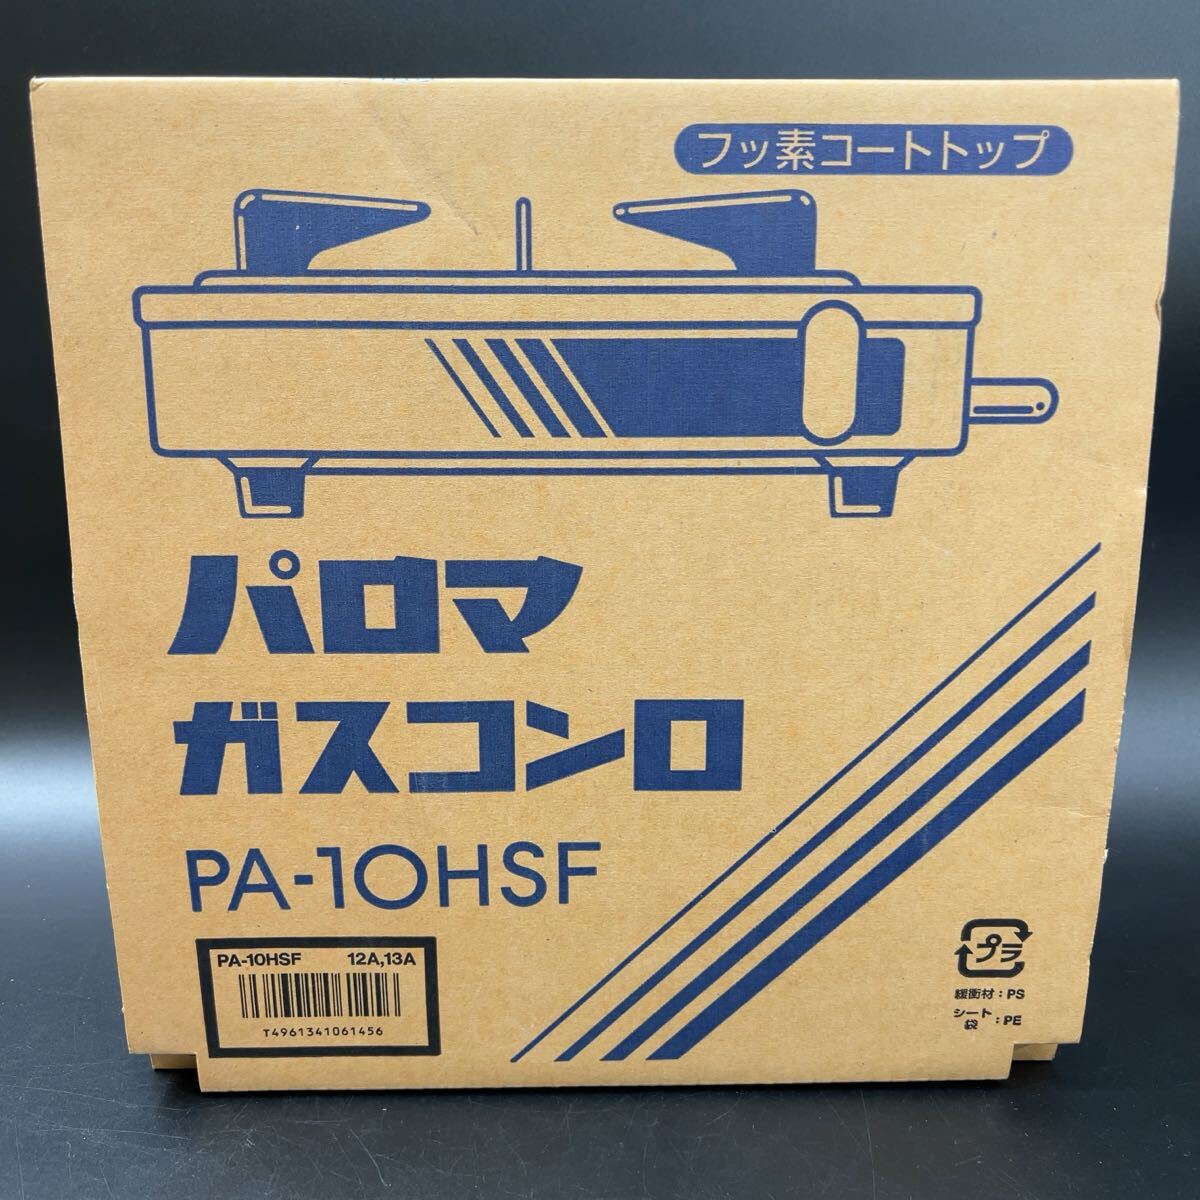 フッ素コートトップ
パロマ
ガスコンロ
PA-10HSF
PA-10HSF 12A,13A
T4961341061456
プラ
緩衝材：PS
シート
袋 ：PE